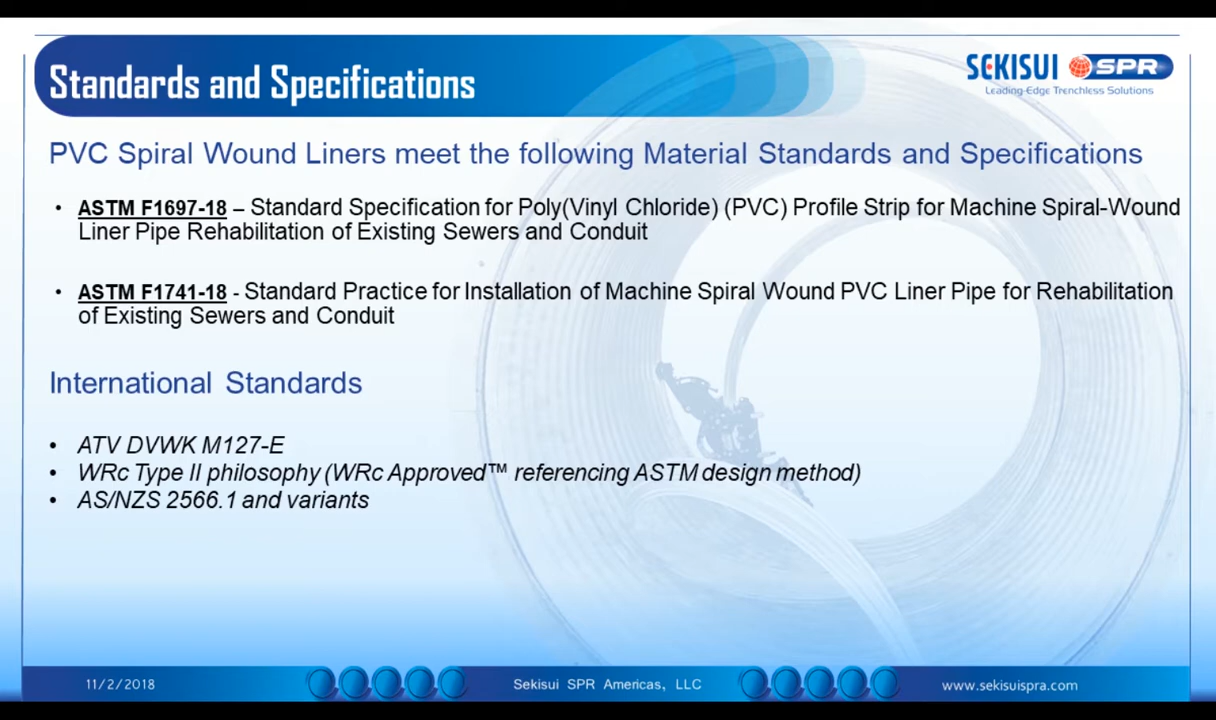 Standards and Specifications
SEKISUI SPR
Leading-Edge Trenchless Solutions
PVC Spiral Wound Liners meet the following Material Standards and Specifications
• ASTM F1697-18 – Standard Specification for Poly(Vinyl Chloride) (PVC) Profile Strip for Machine Spiral-Wound
Liner Pipe Rehabilitation of Existing Sewers and Conduit
• ASTM F1741-18 - Standard Practice for Installation of Machine Spiral Wound PVC Liner Pipe for Rehabilitation
of Existing Sewers and Conduit
International Standards
• ATV DVWK M127-E
• WRc Type II philosophy (WRc Approved™ referencing ASTM design method)
• AS/NZS 2566.1 and variants
11/2/2018
Sekisui SPR Americas, LLC
www.sekisuispra.com